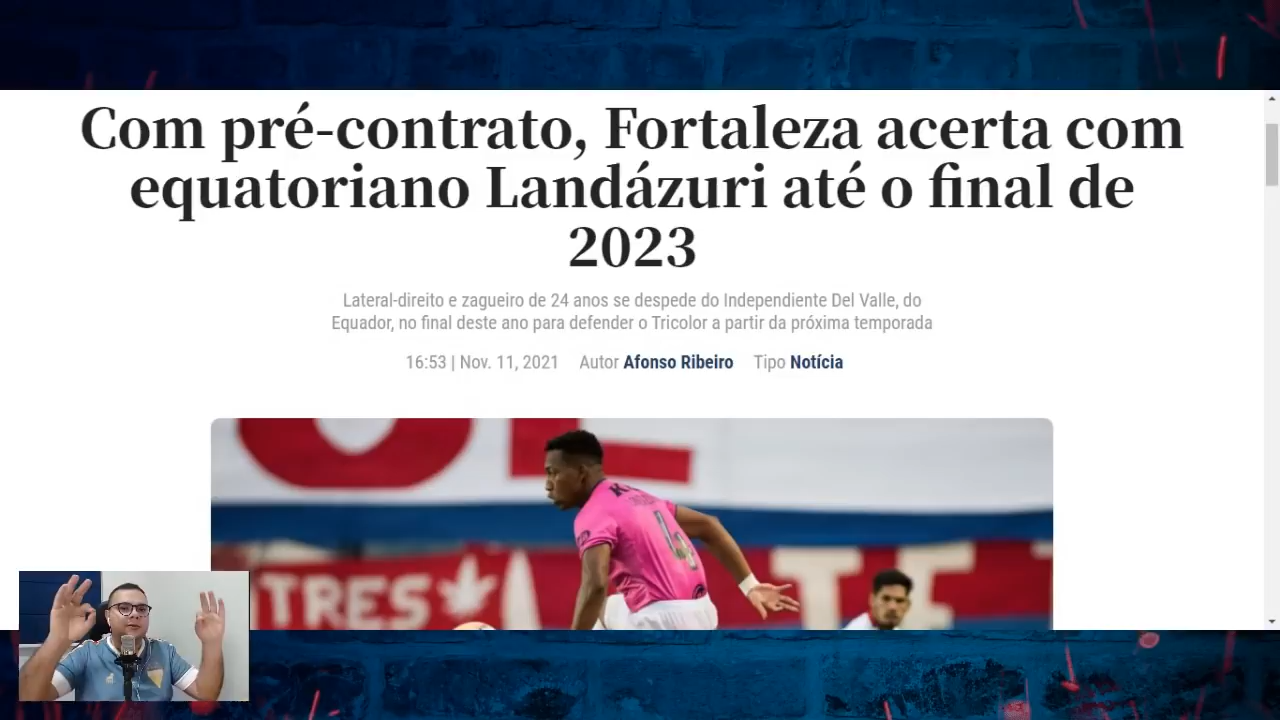 Com pré-contrato, Fortaleza acerta com
equatoriano Landázuri até o final de
2023
Lateral-direito e zagueiro de 24 anos se despede do Independiente Del Valle, do
Equador, no final deste ano para defender o Tricolor a partir da próxima temporada
16:53 | Nov. 11, 2021 Autor Afonso Ribeiro Tipo Notícia
4
TRES
TE